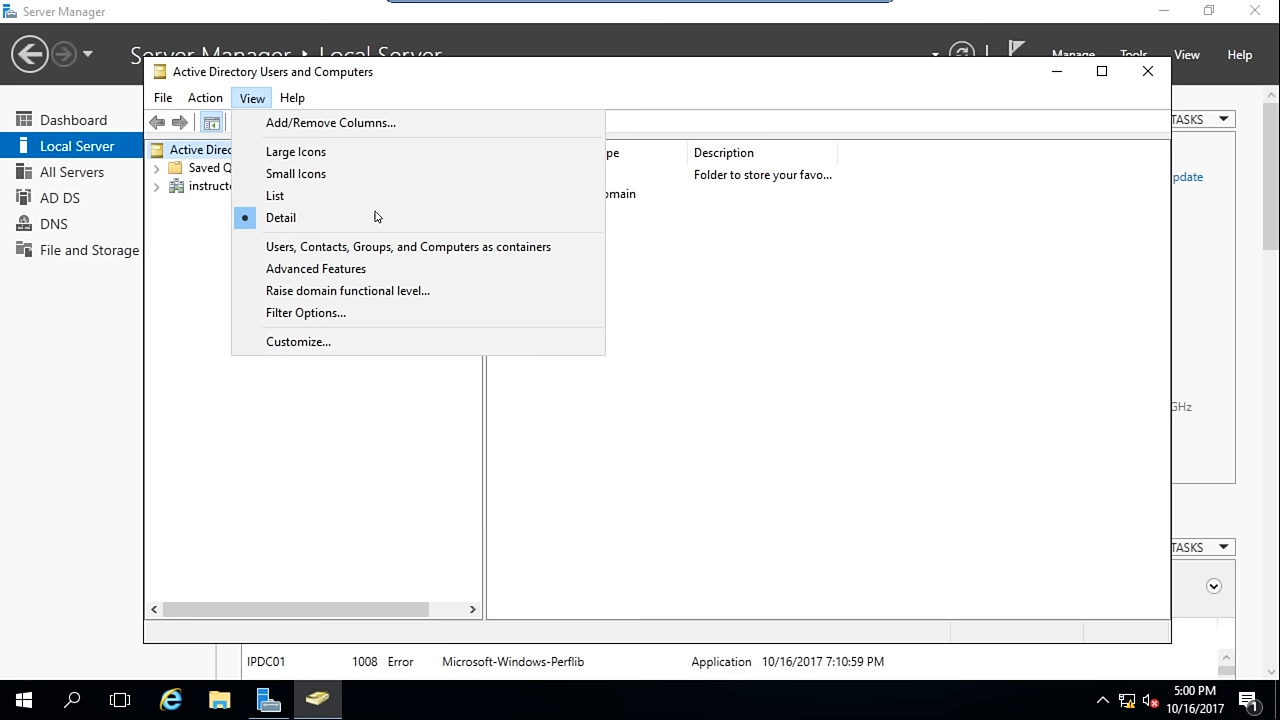 Server Manager
Server Manager ▸ Local Server
Manage Tools View Help
Active Directory Users and Computers
File Action View Help
Dashboard
Local Server
All Servers
AD DS
DNS
File and Storage
Active Direc
Saved Q
instructo
Add/Remove Columns...
Large Icons
Small Icons
List
Detail
Users, Contacts, Groups, and Computers as containers
Advanced Features
Raise domain functional level...
Filter Options...
Customize...
pe Description
Folder to store your favo...
omain
TASKS
pdate
GHz
TASKS
IPDC01 1008 Error Microsoft-Windows-Perflib Application 10/16/2017 7:10:59 PM
5:00 PM
10/16/2017
1